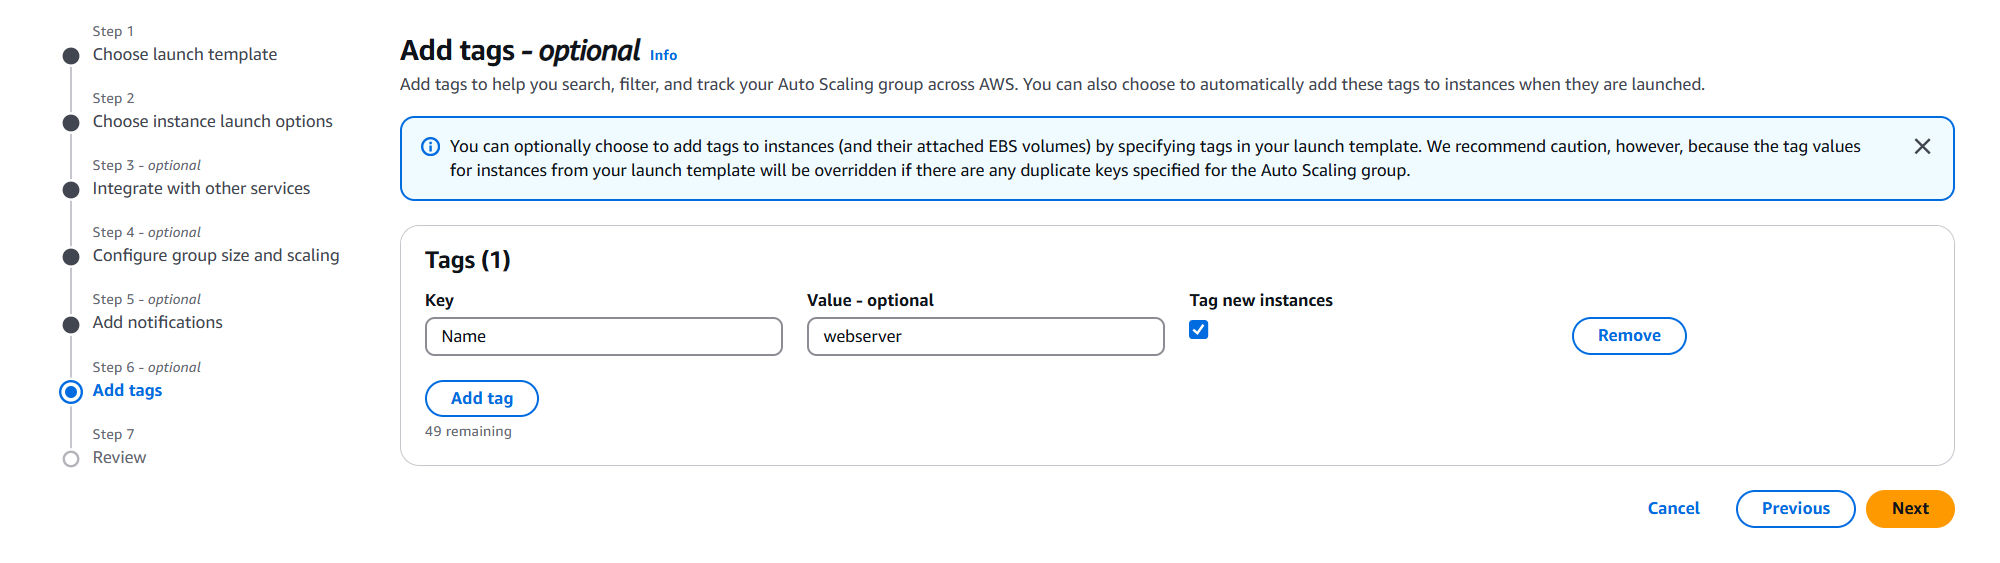 Step 1
Choose launch template
Step 2
Choose instance launch options
Step 3 - optional
Integrate with other services
Step 4 - optional
Configure group size and scaling
Step 5 - optional
Add notifications
Step 6 - optional
Add tags
Step 7
Review
Add tags - optional Info
Add tags to help you search, filter, and track your Auto Scaling group across AWS. You can also choose to automatically add these tags to instances when they are launched.
You can optionally choose to add tags to instances (and their attached EBS volumes) by specifying tags in your launch template. We recommend caution, however, because the tag values
for instances from your launch template will be overridden if there are any duplicate keys specified for the Auto Scaling group.
Tags (1)
Key Value - optional Tag new instances
Name webserver Remove
Add tag
49 remaining
Cancel Previous Next